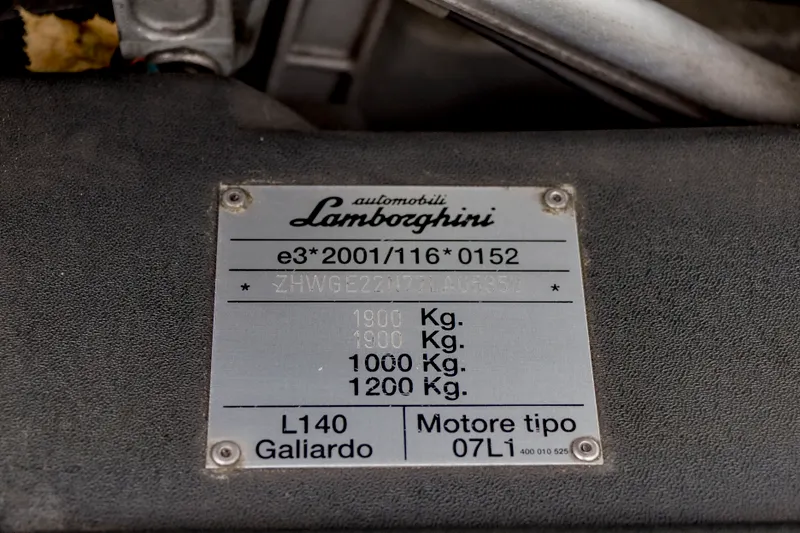 automobili
Lamborghini
e3*2001/116*0152
* *
1900 Kg.
1900 Kg.
1000 Kg.
1200 Kg.
L140
Galiardo
Motore tipo
07L1 400 010 525